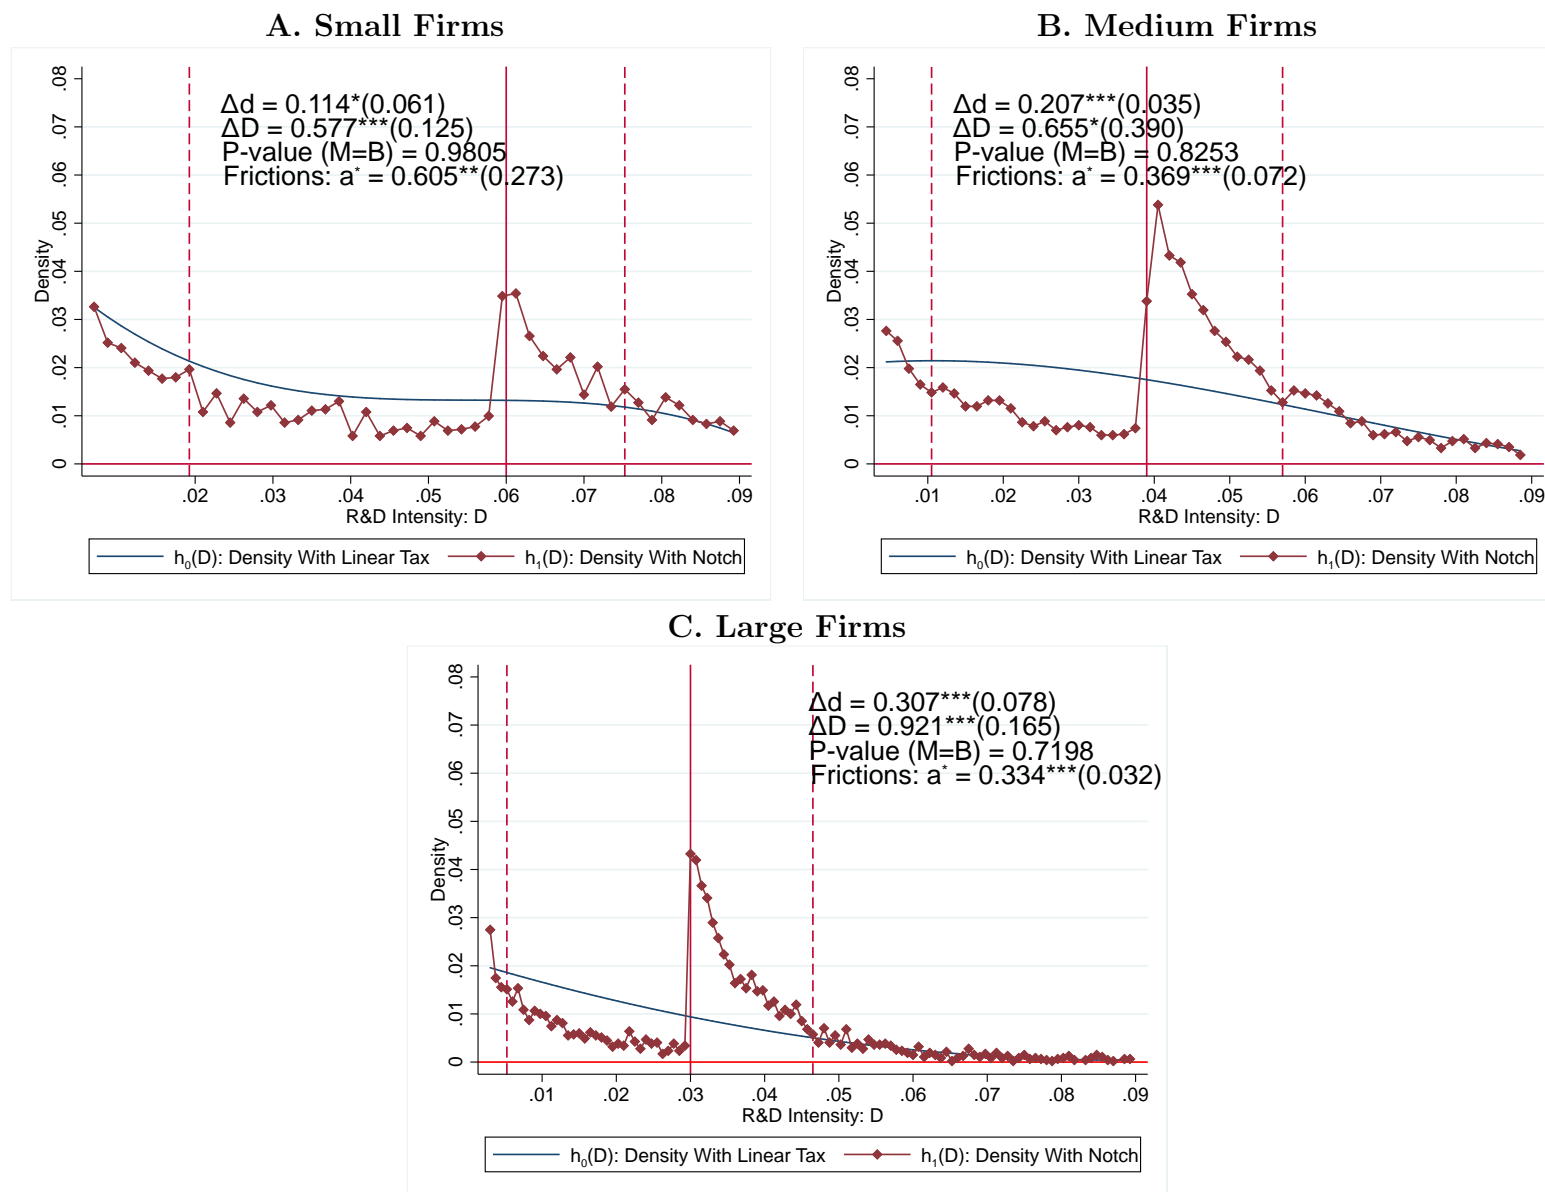 A. Small Firms
Δd = 0.114*(0.061)
ΔD = 0.577***(0.125)
P-value (M=B) = 0.9805
Frictions: a* = 0.605**(0.273)
Density
0 .01 .02 .03 .04 .05 .06 .07 .08
.02 .03 .04 .05 .06 .07 .08 .09
R&D Intensity: D
h0(D): Density With Linear Tax h1(D): Density With Notch
B. Medium Firms
Δd = 0.207***(0.035)
ΔD = 0.655*(0.390)
P-value (M=B) = 0.8253
Frictions: a* = 0.369***(0.072)
Density
0 .01 .02 .03 .04 .05 .06 .07 .08
.01 .02 .03 .04 .05 .06 .07 .08 .09
R&D Intensity: D
h0(D): Density With Linear Tax h1(D): Density With Notch
C. Large Firms
Δd = 0.307***(0.078)
ΔD = 0.921***(0.165)
P-value (M=B) = 0.7198
Frictions: a* = 0.334***(0.032)
Density
0 .01 .02 .03 .04 .05 .06 .07 .08
.01 .02 .03 .04 .05 .06 .07 .08 .09
R&D Intensity: D
h0(D): Density With Linear Tax h1(D): Density With Notch